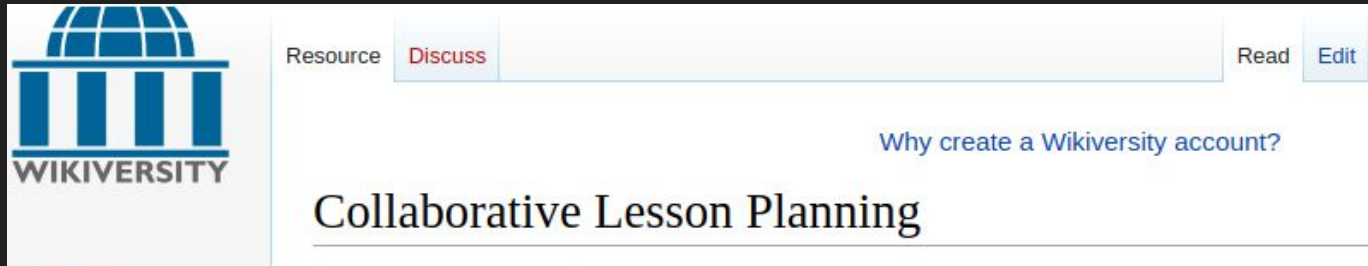 Resource Discuss Read Edit
Why create a Wikiversity account?
WIKIVERSITY
Collaborative Lesson Planning